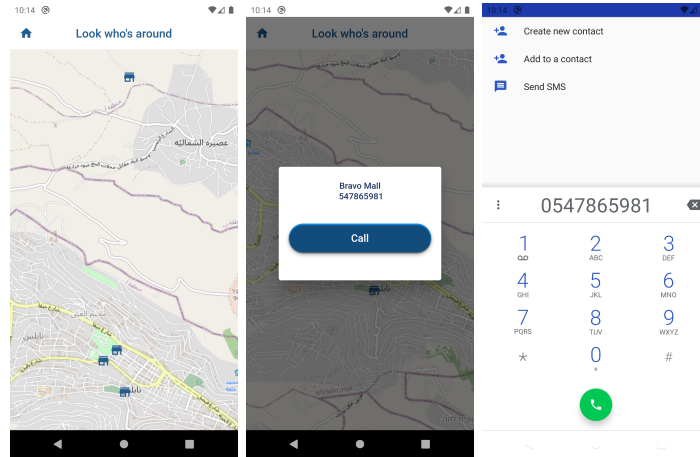 10:14
Look who's around
عصيرة الشمالية
نابلس
نابلس
10:14
Look who's around
Bravo Mall
547865981
Call
نابلس
10:14
Create new contact
Add to a contact
Send SMS
0547865981
1
2 ABC
3 DEF
4 GHI
5 JKL
6 MNO
7 PQRS
8 TUV
9 WXYZ
*
0 +
#